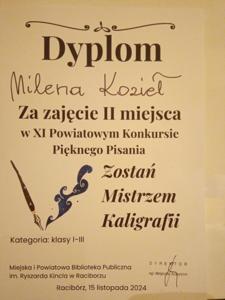 Dyplom
Milena Kozieł
Za zajęcie II miejsca
w XI Powiatowym Konkursie
Pięknego Pisania
Zostań
Mistrzem
Kaligrafii
Kategoria: klasy I-III
DYREKTOR
Miejska i Powiatowa Biblioteka Publiczna
im. Ryszarda Kincla w Raciborzu
Racibórz, 15 listopada 2024